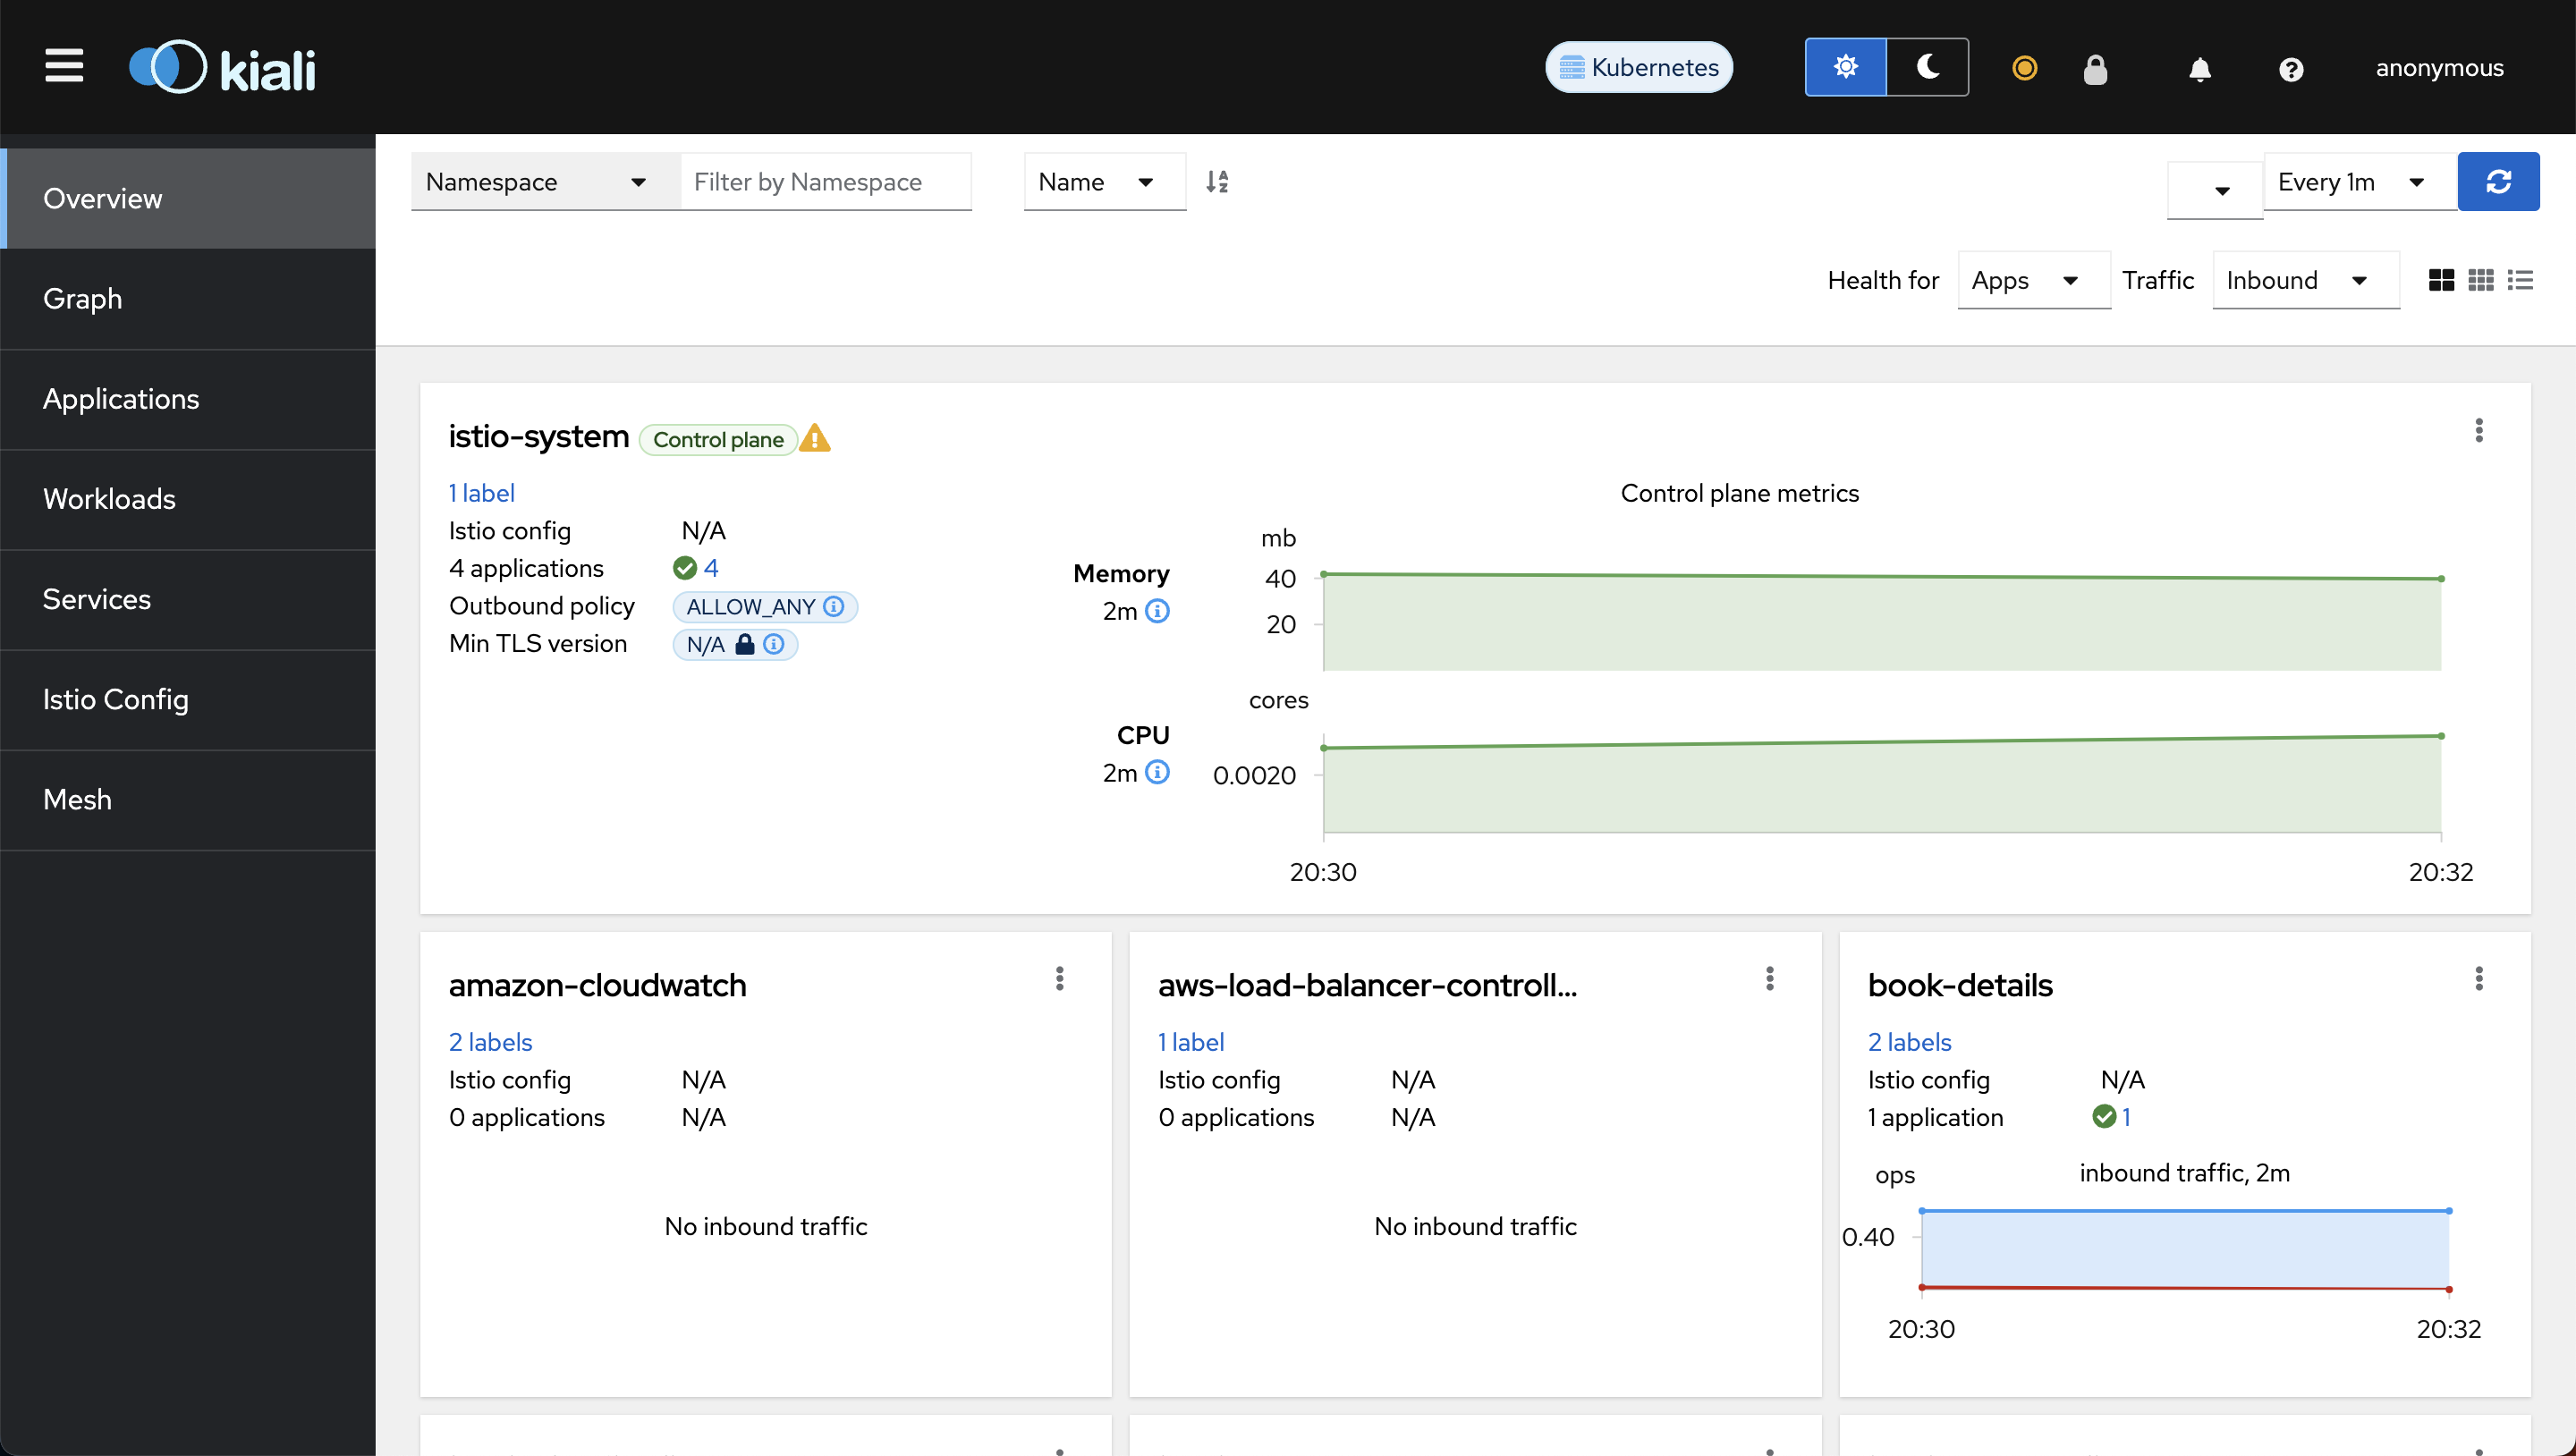 kiali
Kubernetes
anonymous
Overview
Graph
Applications
Workloads
Services
Istio Config
Mesh
Namespace
Filter by Namespace
Name
Every 1m
Health for
Apps
Traffic
Inbound
istio-system
Control plane
1 label
Istio config N/A
4 applications 4
Outbound policy ALLOW_ANY
Min TLS version N/A
Control plane metrics
Memory
2m
mb
40
20
CPU
2m
cores
0.0020
20:30
20:32
amazon-cloudwatch
2 labels
Istio config N/A
0 applications N/A
No inbound traffic
aws-load-balancer-controll...
1 label
Istio config N/A
0 applications N/A
No inbound traffic
book-details
2 labels
Istio config N/A
1 application 1
ops
inbound traffic, 2m
0.40
20:30
20:32